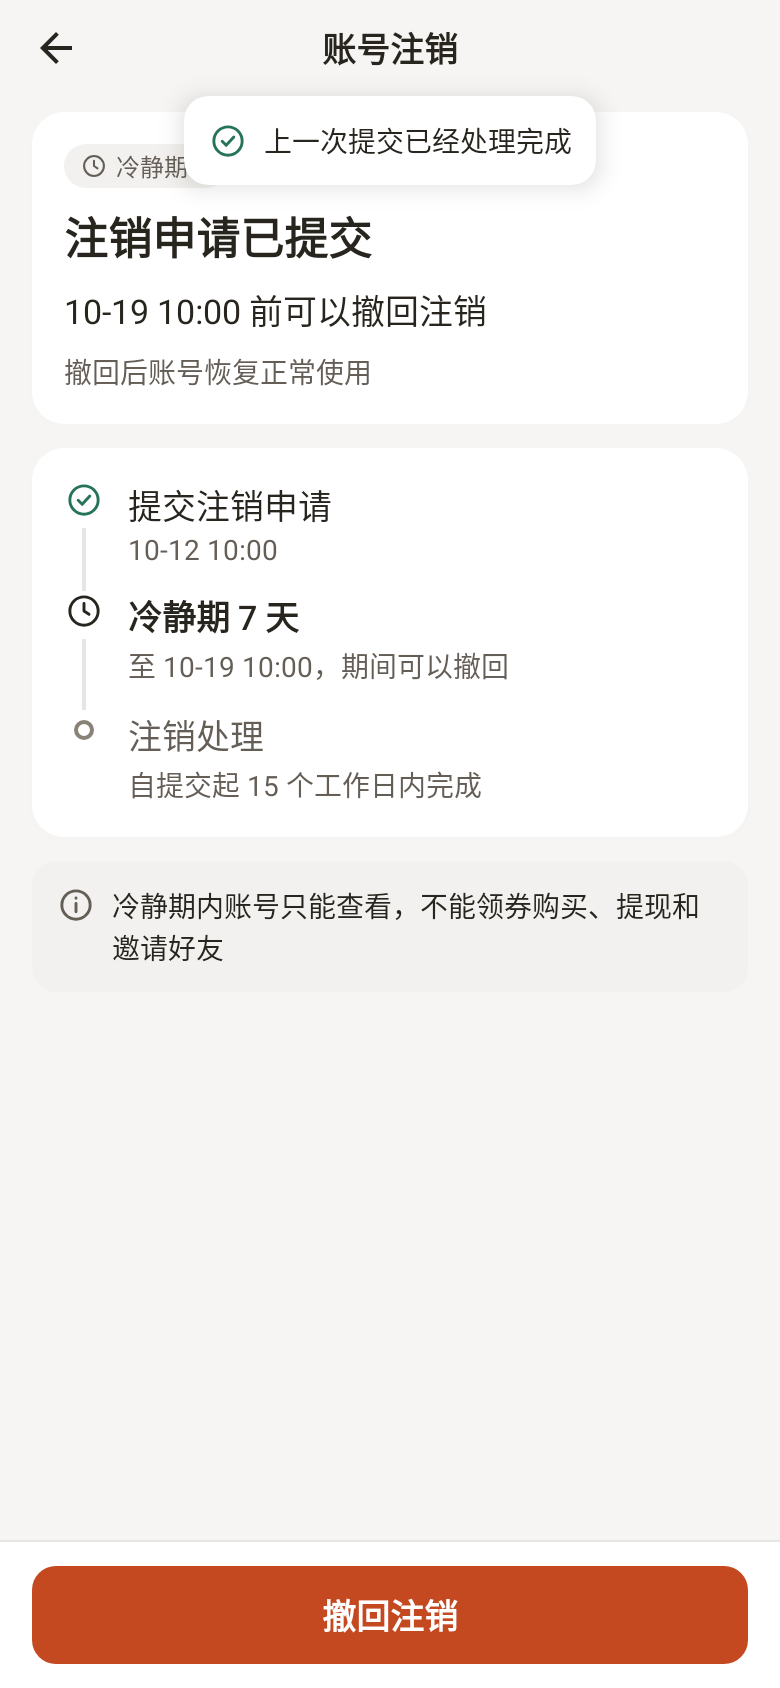 账号注销
上一次提交已经处理完成
冷静期
注销申请已提交
10-19 10:00 前可以撤回注销
撤回后账号恢复正常使用
提交注销申请
10-12 10:00
冷静期 7 天
至 10-19 10:00，期间可以撤回
注销处理
自提交起 15 个工作日内完成
冷静期内账号只能查看，不能领券购买、提现和
邀请好友
撤回注销